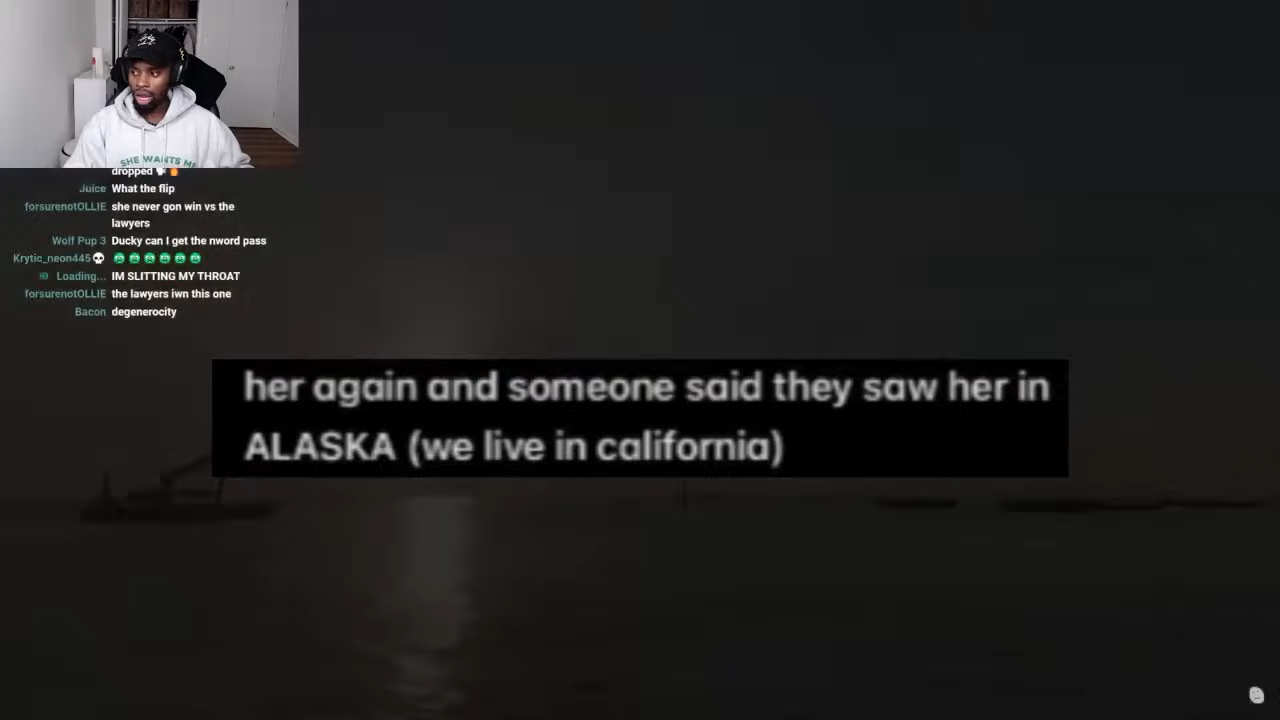 SHE WANTS ME
dropped
Juice What the flip
forsurenotOLLIE she never gon win vs the
lawyers
Wolf Pup 3 Ducky can I get the nword pass
Krytic_neon445
Loading... IM SLITTING MY THROAT
forsurenotOLLIE the lawyers iwn this one
Bacon degenerocity
her again and someone said they saw her in
ALASKA (we live in california)